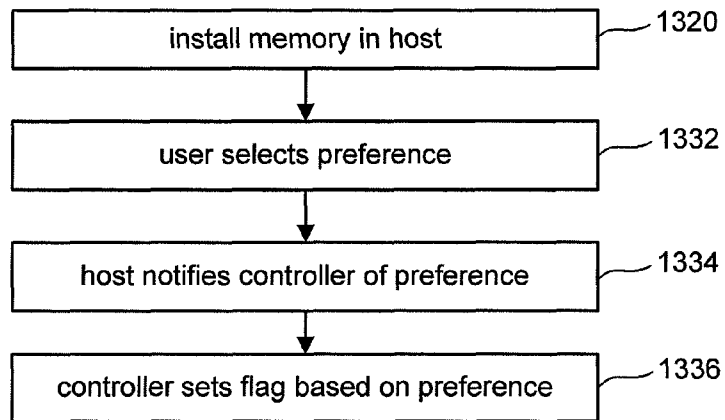 install memory in host
1320
user selects preference
1332
host notifies controller of preference
1334
controller sets flag based on preference
1336